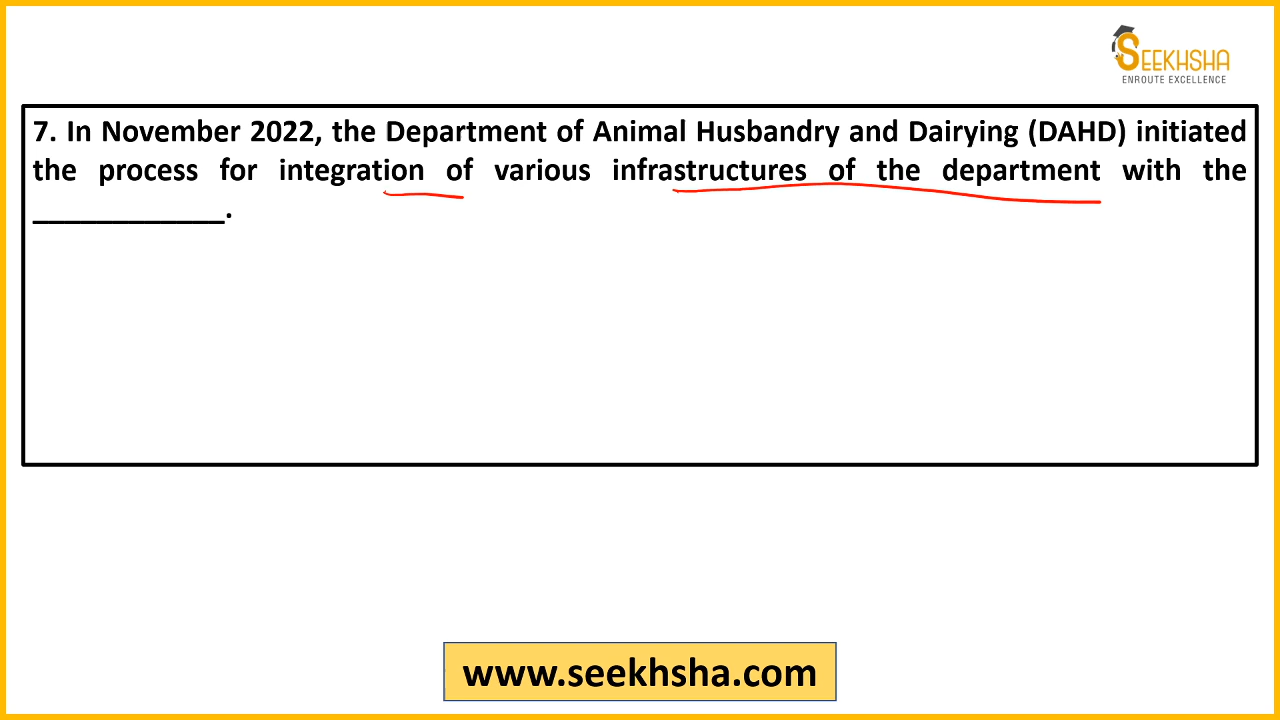 SEEKHSHA
ENROUTE EXCELLENCE
7. In November 2022, the Department of Animal Husbandry and Dairying (DAHD) initiated
the process for integration of various infrastructures of the department with the
____________.
www.seekhsha.com